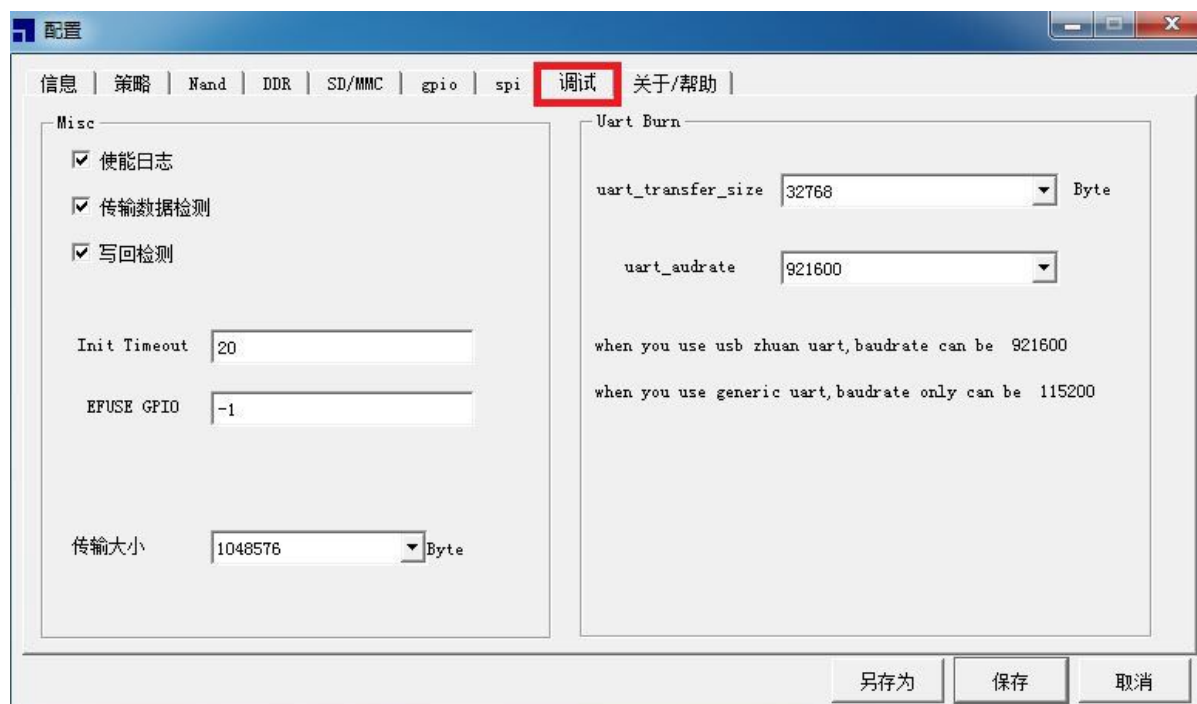 配置
信息 | 策略 | Nand | DDR | SD/MMC | gpio | spi | 调试 关于/帮助 |
Misc
使能日志
传输数据检测
写回检测
Init Timeout 20
EFUSE GPIO -1
传输大小 1048576 Byte
Uart Burn
uart_transfer_size 32768 Byte
uart_audrate 921600
when you use usb zhuan uart,baudrate can be 921600
when you use generic uart,baudrate only can be 115200
另存为 保存 取消